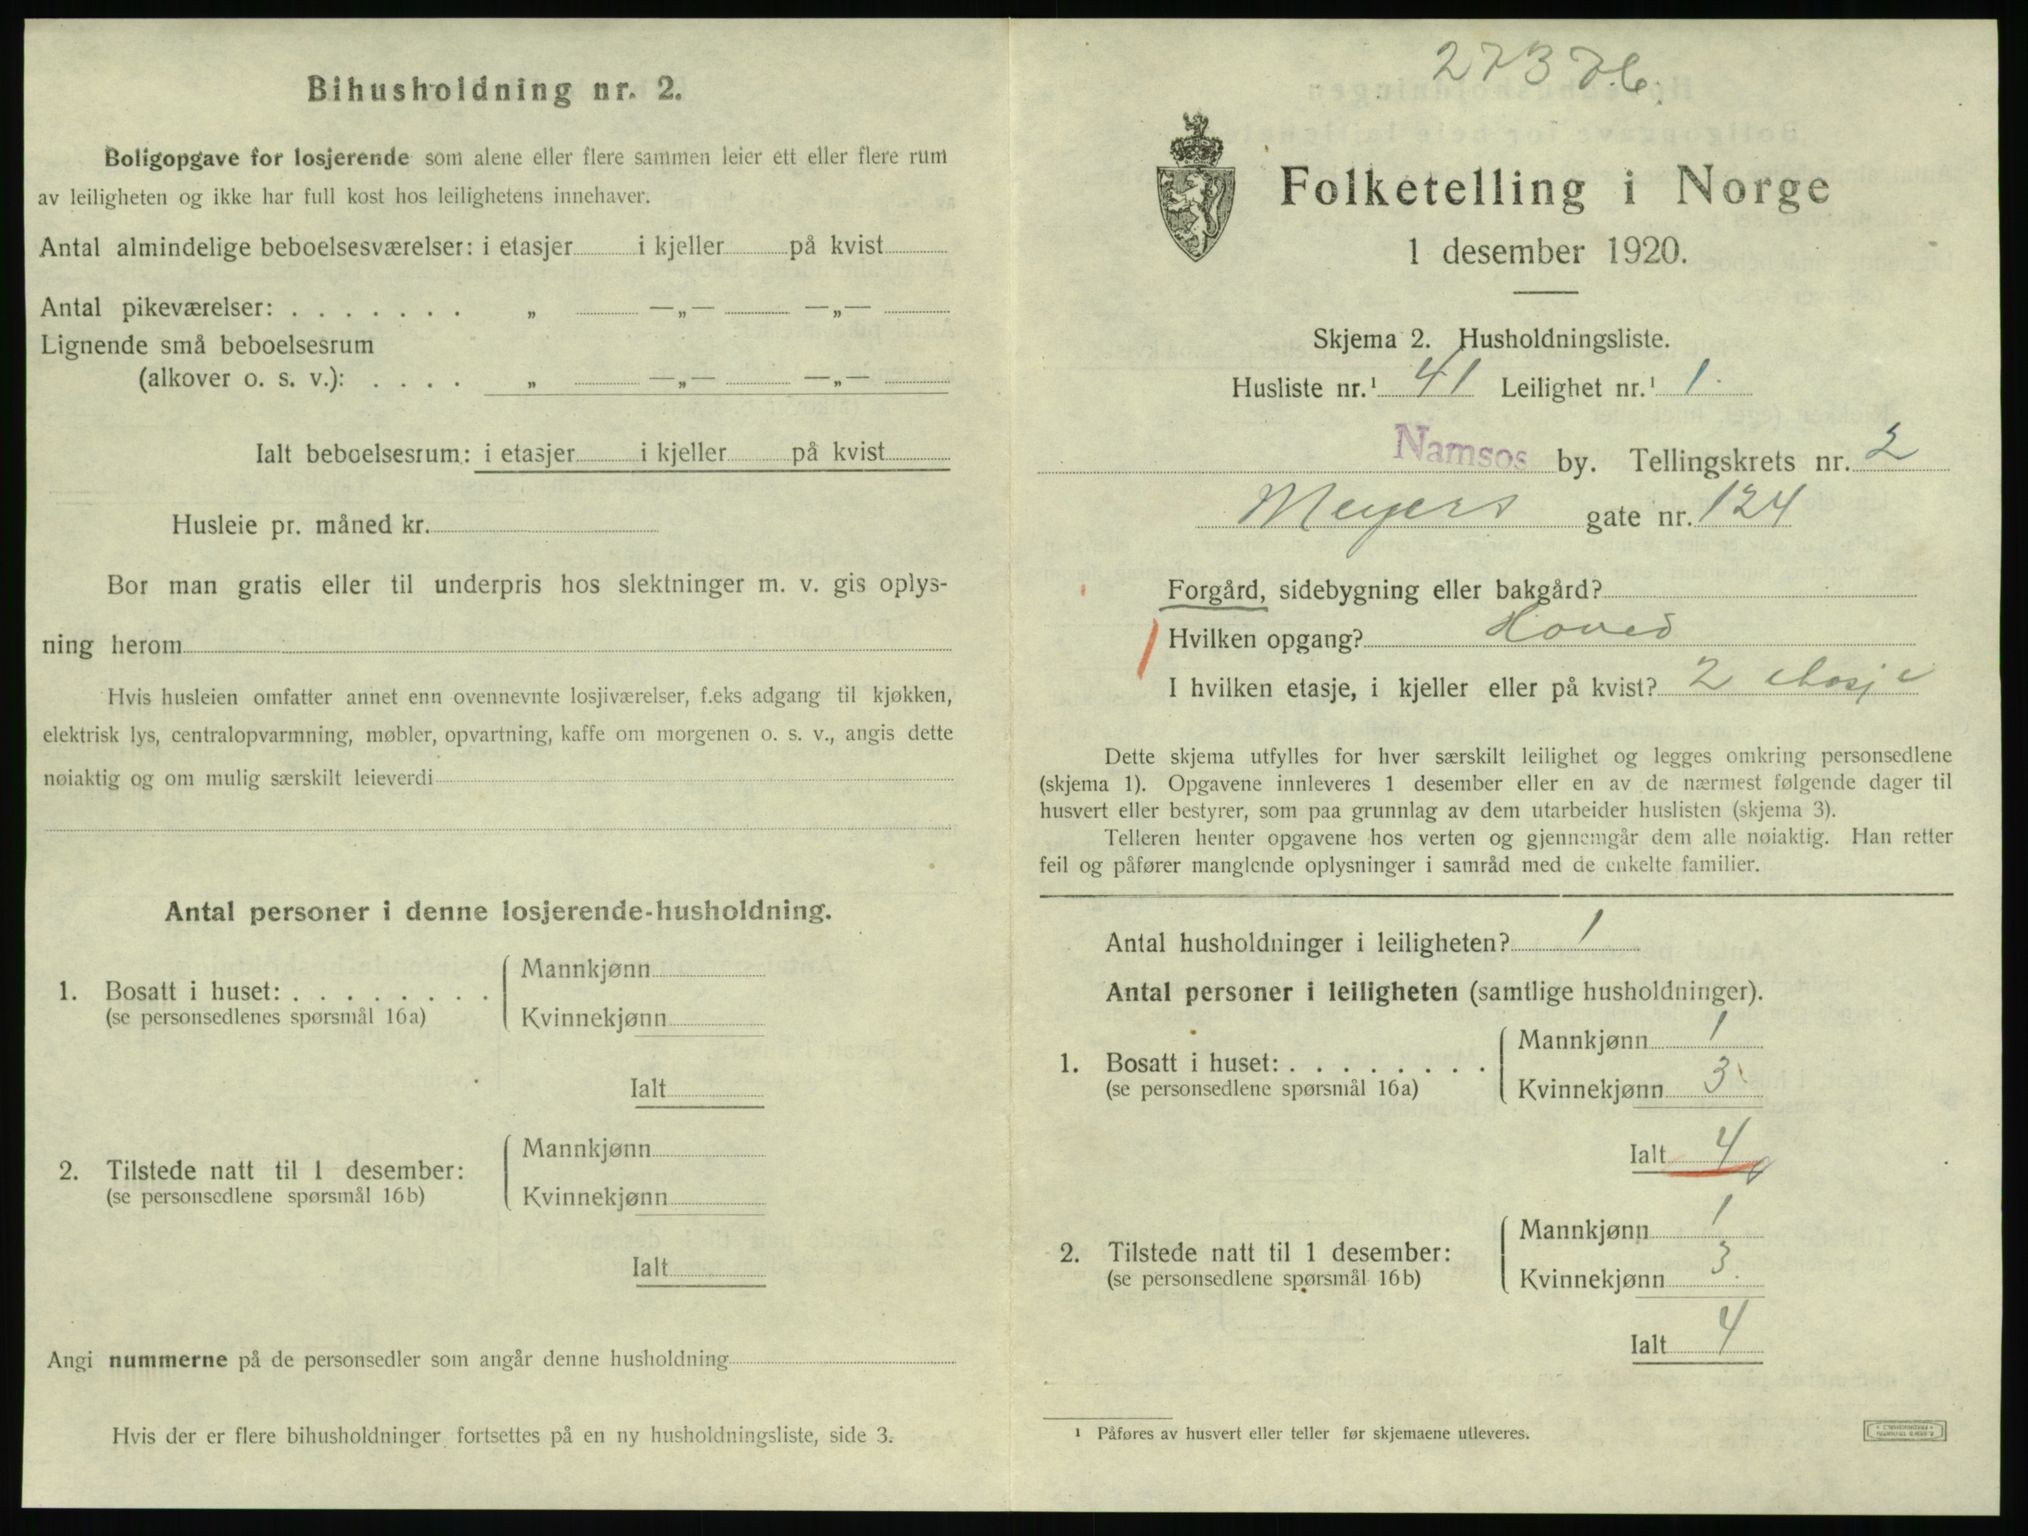 Bihusholdning nr. 2.
Boligopgave for losjerende som alene eller flere sammen leier ett eller flere rum
av leiligheten og ikke har full kost hos leilighetens innehaver.
Antal almindelige beboelsesværelser: i etasjer i kjeller på kvist
Antal pikeværelser: . . . . . . . „ —„— —„—
Lignende små beboelsesrum
(alkover o. s. v.): . . . . „ —„— —„—
Ialt beboelsesrum: i etasjer i kjeller på kvist
Husleie pr. måned kr.
Bor man gratis eller til underpris hos slektninger m. v. gis oplys-
ning herom
Hvis husleien omfatter annet enn ovennevnte losjiværelser, f.eks adgang til kjøkken,
elektrisk lys, centralopvarmning, møbler, opvartning, kaffe om morgenen o. s. v., angis dette
nøiaktig og om mulig særskilt leieverdi
Antal personer i denne losjerende-husholdning.
1. Bosatt i huset: . . . . . . . .
(se personsedlenes spørsmål 16a)
Mannkjønn
Kvinnekjønn
Ialt
2. Tilstede natt til 1 desember:
(se personsedlene spørsmål 16b)
Mannkjønn
Kvinnekjønn
Ialt
Angi nummerne på de personsedler som angår denne husholdning
Hvis der er flere bihusholdninger fortsettes på en ny husholdningsliste, side 3.
273
Folketelling i Norge
1 desember 1920.
Skjema 2. Husholdningsliste.
Husliste nr.¹ 41 Leilighet nr.¹ 1.
Namsos by. Tellingskrets nr. 2
Meyers gate nr. 124
Forgård, sidebygning eller bakgård?
Hvilken opgang? Hoved
I hvilken etasje, i kjeller eller på kvist? 2 etasje
Dette skjema utfylles for hver særskilt leilighet og legges omkring personsedlene
(skjema 1). Opgavene innleveres 1 desember eller en av de nærmest følgende dager til
husvert eller bestyrer, som paa grunnlag av dem utarbeider huslisten (skjema 3).
Telleren henter opgavene hos verten og gjennemgår dem alle nøiaktig. Han retter
feil og påfører manglende oplysninger i samråd med de enkelte familier.
Antal husholdninger i leiligheten? 1
Antal personer i leiligheten (samtlige husholdninger).
1. Bosatt i huset: . . . . . . . .
(se personsedlene spørsmål 16a)
Mannkjønn 1
Kvinnekjønn 3
Ialt 4
2. Tilstede natt til 1 desember:
(se personsedlene spørsmål 16b)
Mannkjønn 1
Kvinnekjønn 3
Ialt 4
¹ Påføres av husvert eller teller før skjemaene utleveres.